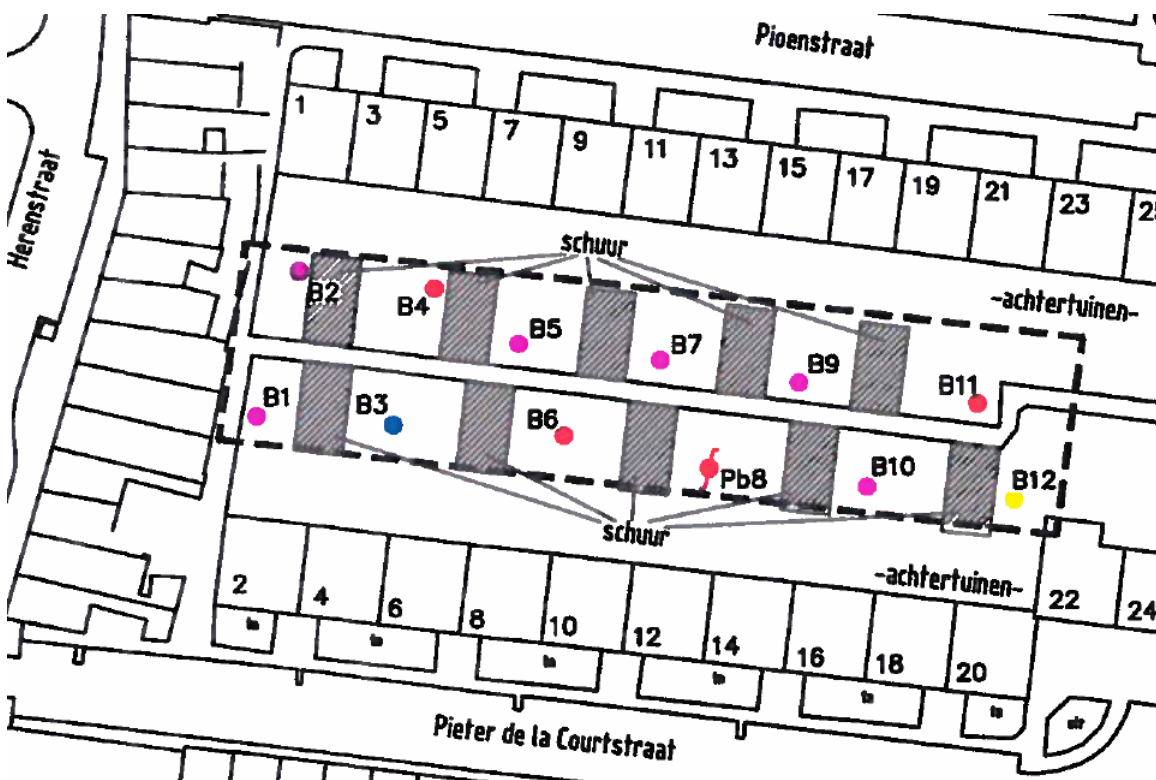 Pioenstraat
Herenstraat
1
3
5
7
9
11
13
15
17
19
21
23
schuur
-achtertuinen-
B2
B4
B5
B7
B9
B11
B1
B3
B6
Pb8
B10
B12
schuur
-achtertuinen-
2
4
6
8
10
12
14
16
18
20
22
24
Pieter de la Courtstraat